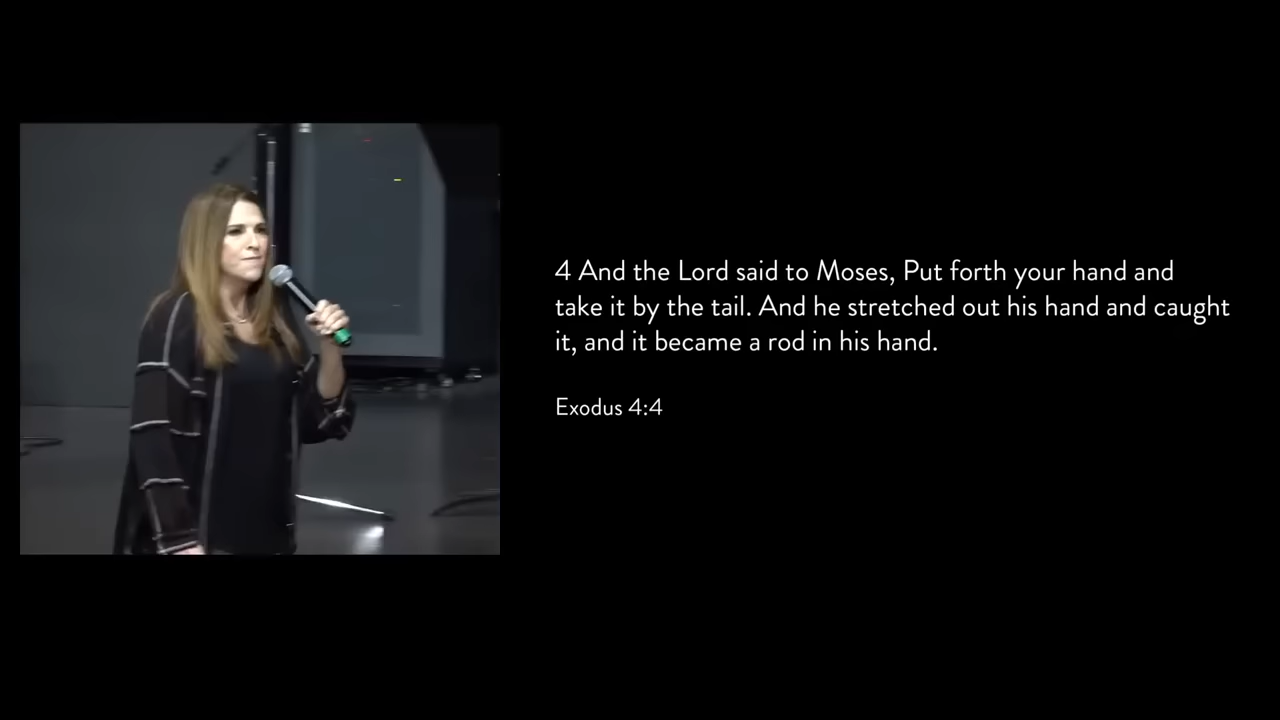 4 And the Lord said to Moses, Put forth your hand and
take it by the tail. And he stretched out his hand and caught
it, and it became a rod in his hand.
Exodus 4:4